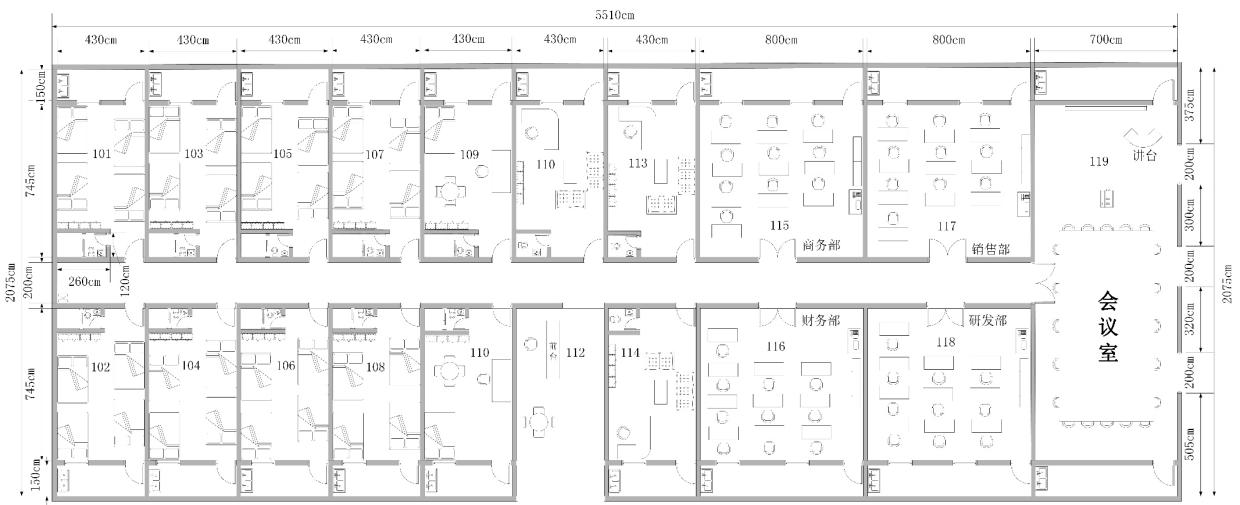 5510cm
430cm 430cm 430cm 430cm 430cm 430cm 430cm 800cm 800cm 700cm
150cm
745cm
2075cm
200cm
745cm
150cm
375cm
200cm
300cm
200cm
320cm
200cm
505cm
2075cm
101 103 105 107 109 110 113
115
商务部
117
销售部
119
讲台
260cm
120cm
会议室
102 104 106 108 110 112 114
前台
116
财务部
118
研发部